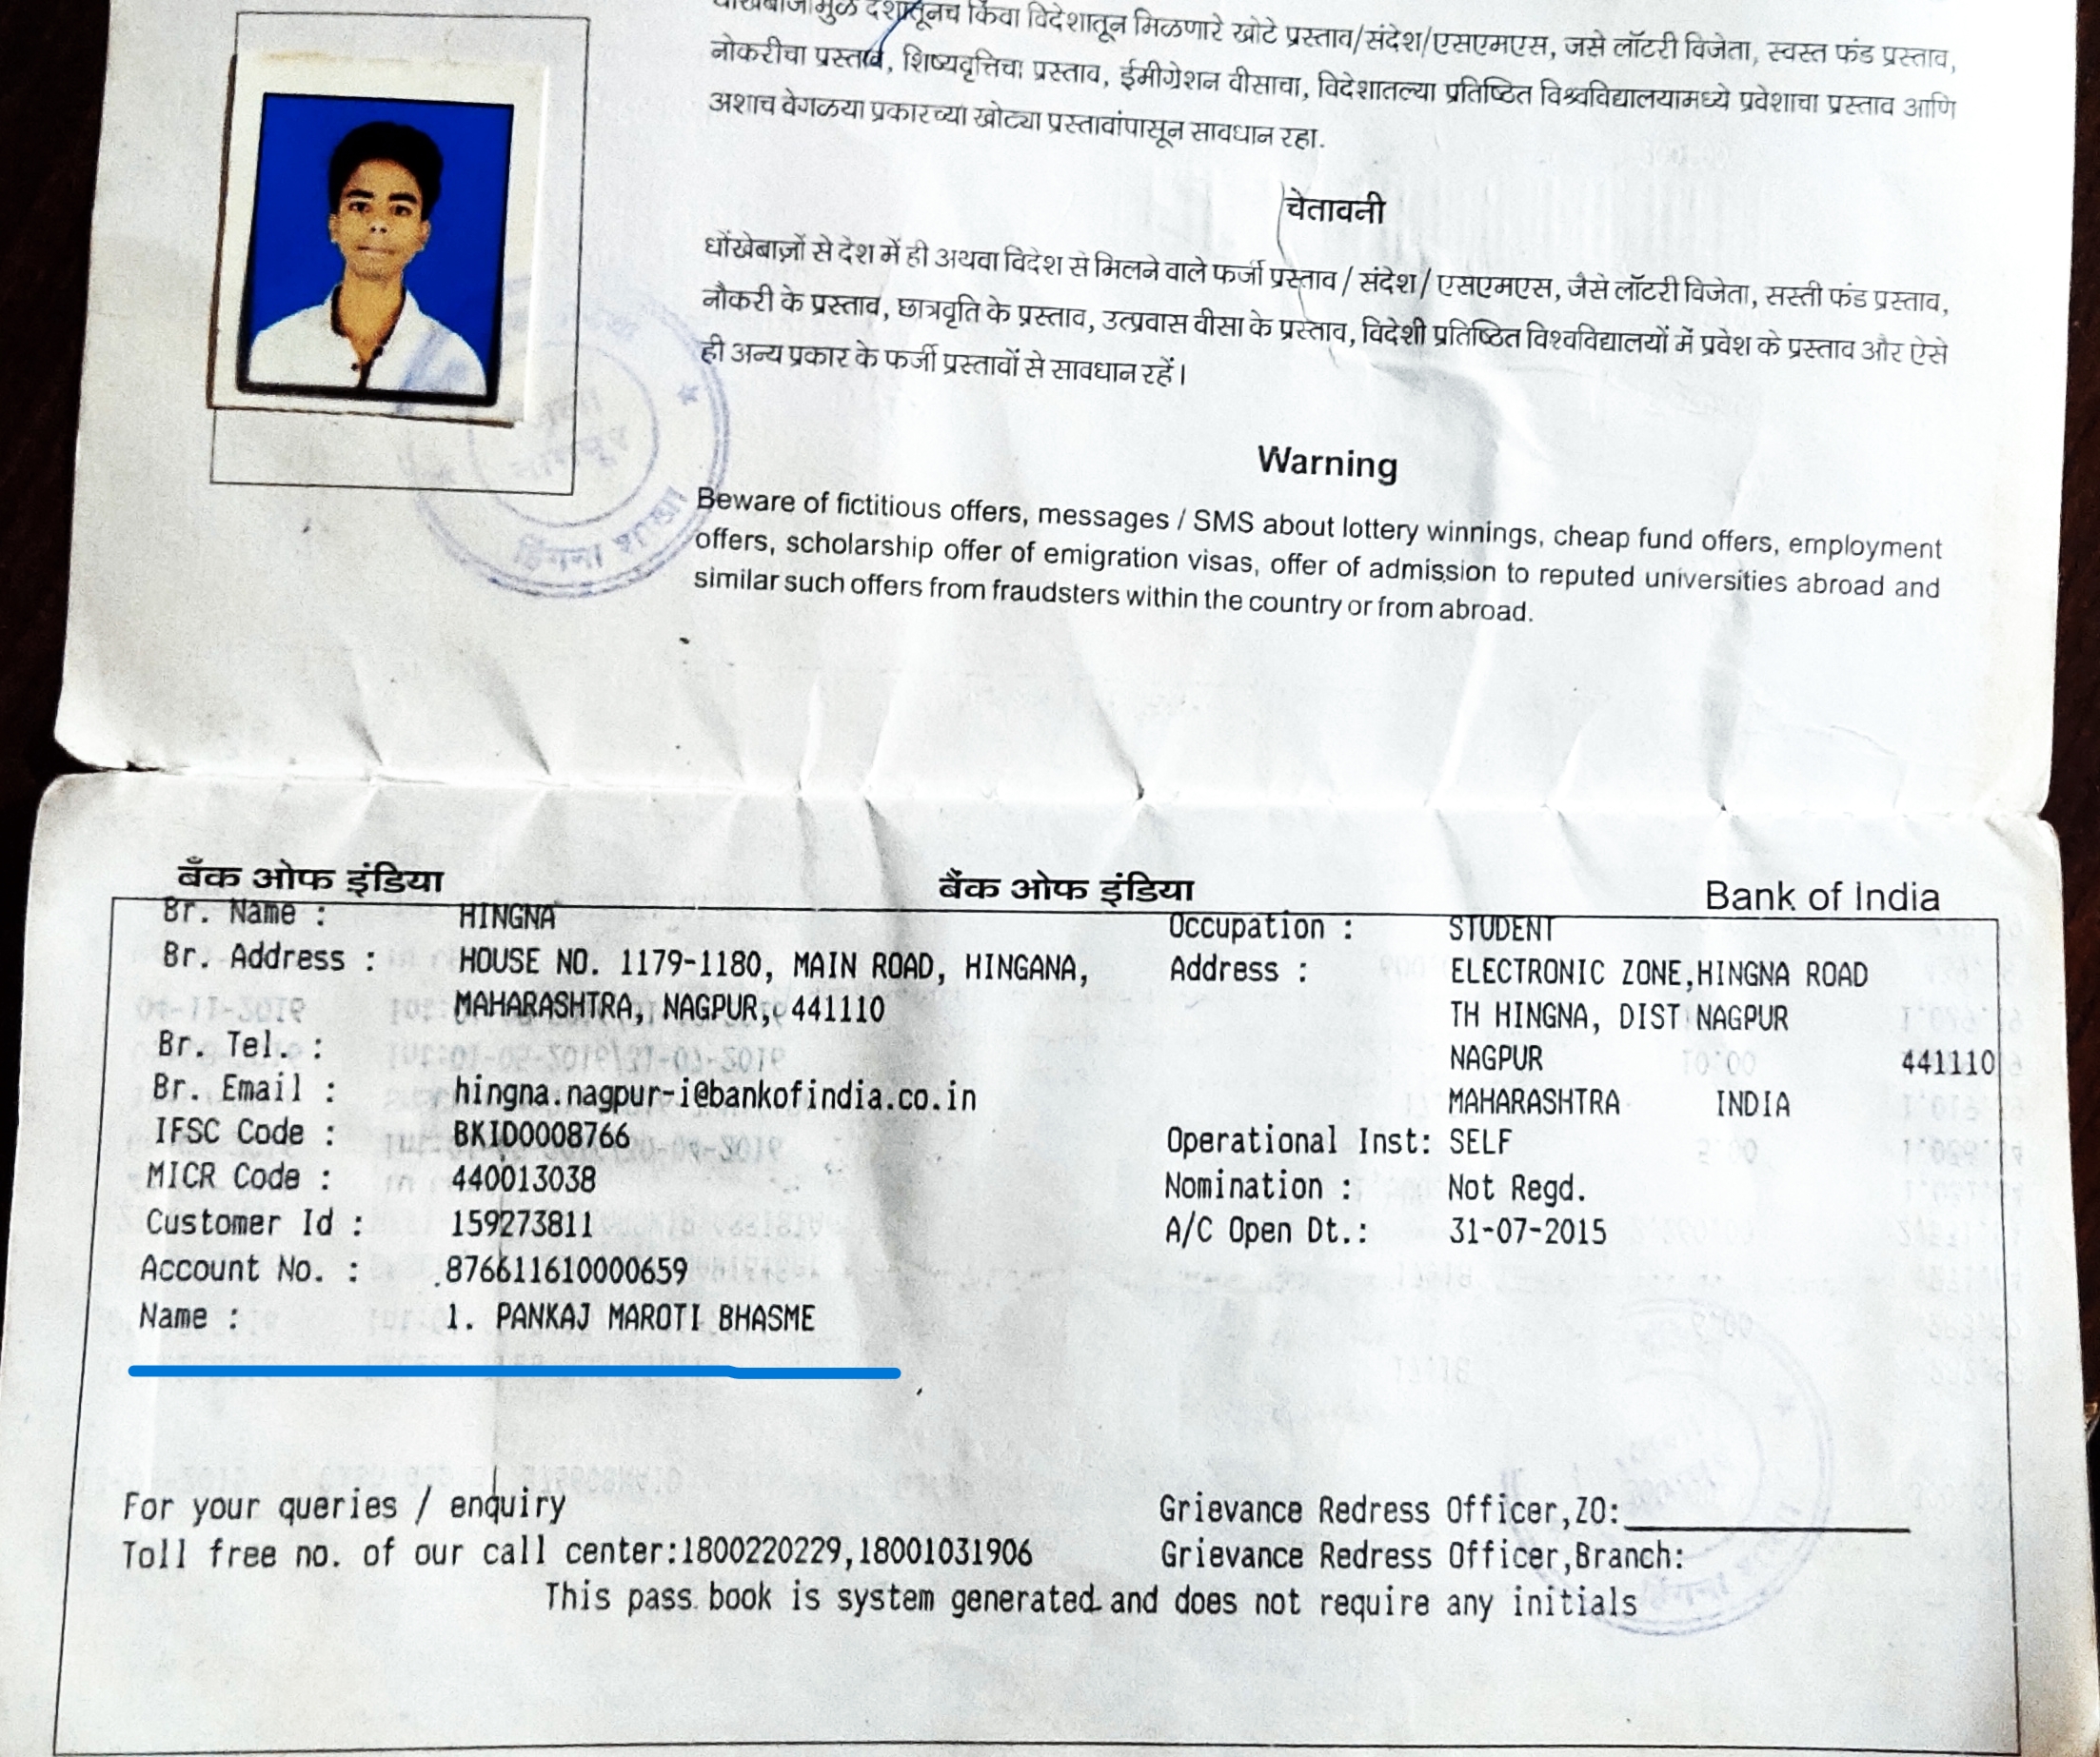 देशातूनच किंवा विदेशातून मिळणारे खोटे प्रस्ताव/संदेश/एसएमएस, जसे लॉटरी विजेता, स्वस्त फंड प्रस्ताव,
नोकरीचा प्रस्ताव, शिष्यवृत्तिचा प्रस्ताव, ईमीग्रेशन वीसाचा, विदेशातल्या प्रतिष्ठित विश्र्वविद्यालयामध्ये प्रवेशाचा प्रस्ताव आणि
अशाच वेगळया प्रकारच्या खोट्या प्रस्तावांपासून सावधान रहा.
चेतावनी
धोंखेबाज़ों से देश में ही अथवा विदेश से मिलने वाले फर्जी प्रस्ताव / संदेश / एसएमएस, जैसे लॉटरी विजेता, सस्ती फंड प्रस्ताव,
नौकरी के प्रस्ताव, छात्रवृति के प्रस्ताव, उत्प्रवास वीसा के प्रस्ताव, विदेशी प्रतिष्ठित विश्वविद्यालयों में प्रवेश के प्रस्ताव और ऐसे
ही अन्य प्रकार के फर्जी प्रस्तावों से सावधान रहें।
Warning
Beware of fictitious offers, messages / SMS about lottery winnings, cheap fund offers, employment
offers, scholarship offer of emigration visas, offer of admission to reputed universities abroad and
similar such offers from fraudsters within the country or from abroad.
हिंगना शाखा
बँक ओफ इंडिया बैंक ओफ इंडिया Bank of India
Br. Name : HINGNA Occupation : STUDENT
Br. Address : HOUSE NO. 1179-1180, MAIN ROAD, HINGANA, Address : ELECTRONIC ZONE,HINGNA ROAD
MAHARASHTRA, NAGPUR, 441110 TH HINGNA, DIST NAGPUR
Br. Tel. : NAGPUR 441110
Br. Email : hingna.nagpur-i@bankofindia.co.in MAHARASHTRA INDIA
IFSC Code : BKID0008766 Operational Inst: SELF
MICR Code : 440013038 Nomination : Not Regd.
Customer Id : 159273811 A/C Open Dt.: 31-07-2015
Account No. : 876611610000659
Name : 1. PANKAJ MAROTI BHASME
For your queries / enquiry Grievance Redress Officer,ZO:
Toll free no. of our call center:1800220229,18001031906 Grievance Redress Officer,Branch:
This pass book is system generated and does not require any initials